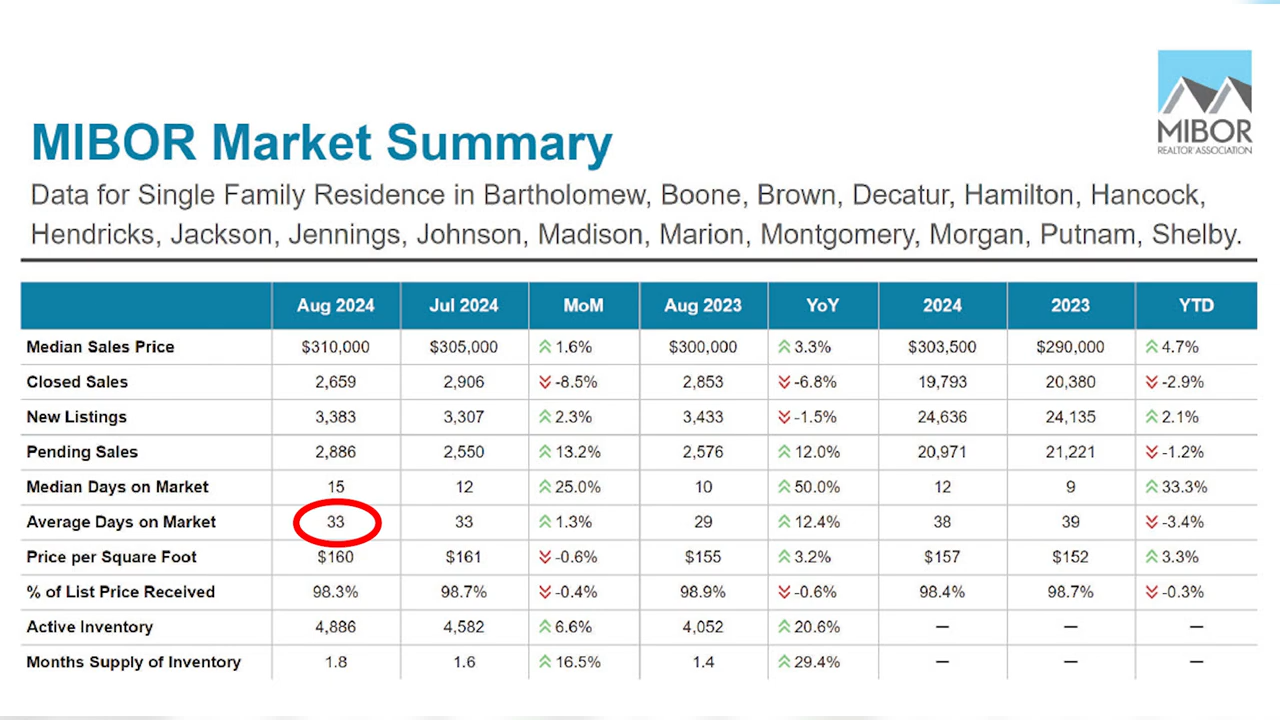 MIBOR
REALTOR® ASSOCIATION
MIBOR Market Summary
Data for Single Family Residence in Bartholomew, Boone, Brown, Decatur, Hamilton, Hancock,
Hendricks, Jackson, Jennings, Johnson, Madison, Marion, Montgomery, Morgan, Putnam, Shelby.
Aug 2024 Jul 2024 MoM Aug 2023 YoY 2024 2023 YTD
Median Sales Price $310,000 $305,000 1.6% $300,000 3.3% $303,500 $290,000 4.7%
Closed Sales 2,659 2,906 -8.5% 2,853 -6.8% 19,793 20,380 -2.9%
New Listings 3,383 3,307 2.3% 3,433 -1.5% 24,636 24,135 2.1%
Pending Sales 2,886 2,550 13.2% 2,576 12.0% 20,971 21,221 -1.2%
Median Days on Market 15 12 25.0% 10 50.0% 12 9 33.3%
Average Days on Market 33 33 1.3% 29 12.4% 38 39 -3.4%
Price per Square Foot $160 $161 -0.6% $155 3.2% $157 $152 3.3%
% of List Price Received 98.3% 98.7% -0.4% 98.9% -0.6% 98.4% 98.7% -0.3%
Active Inventory 4,886 4,582 6.6% 4,052 20.6% — — —
Months Supply of Inventory 1.8 1.6 16.5% 1.4 29.4% — — —